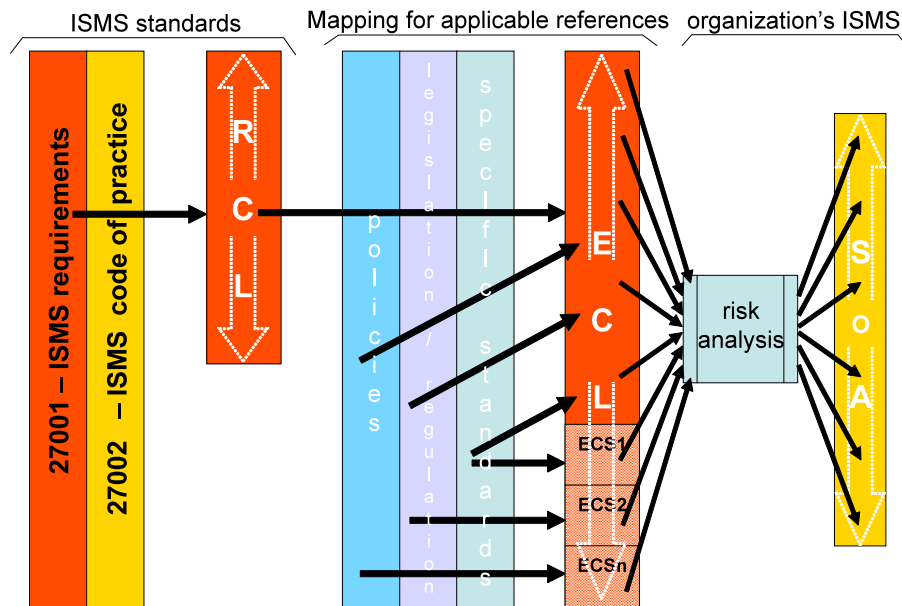 ISMS standards
Mapping for applicable references
organization's ISMS
27001 – ISMS requirements
27002 – ISMS code of practice
R
C
L
policies
legislation / regulation
speclflc standards
E
C
L
ECS1
ECS2
ECSn
risk
analysis
S
o
A